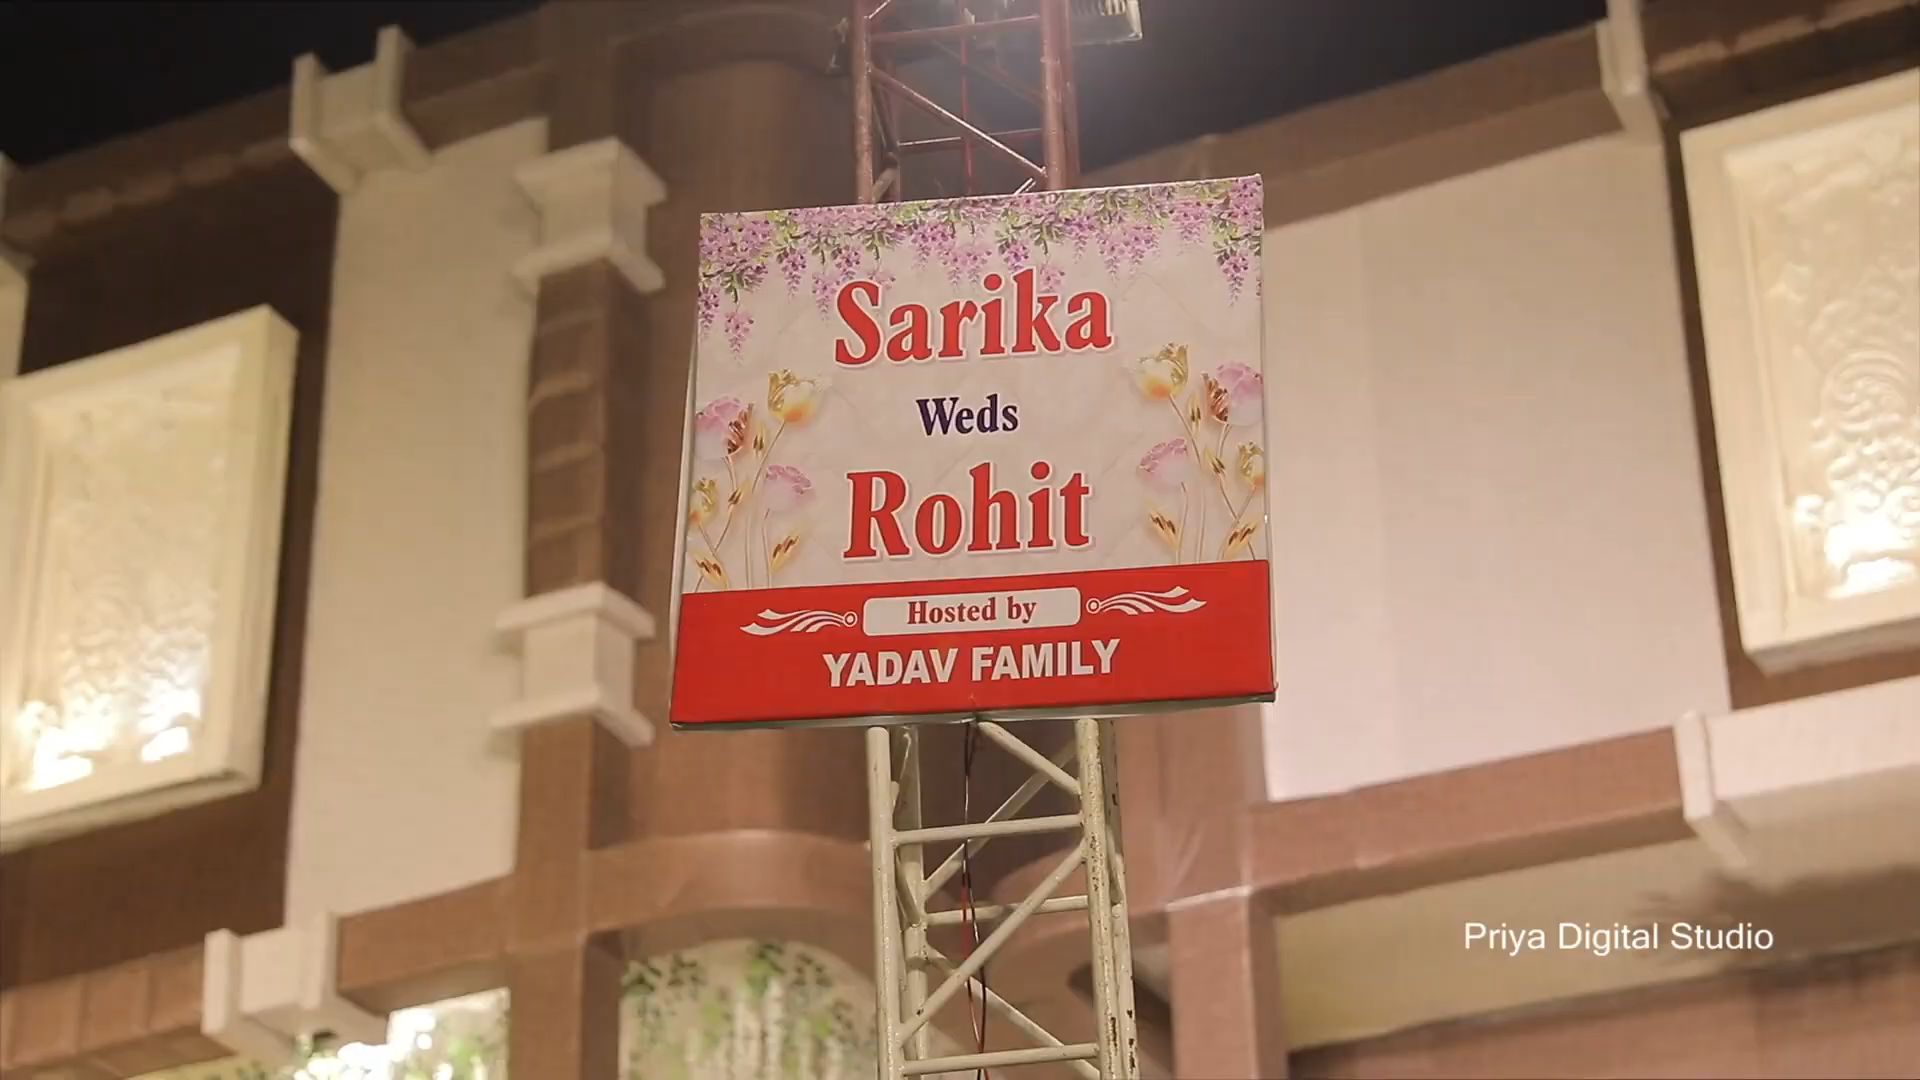 Sarika
Weds
Rohit
Hosted by
YADAV FAMILY
Priya Digital Studio